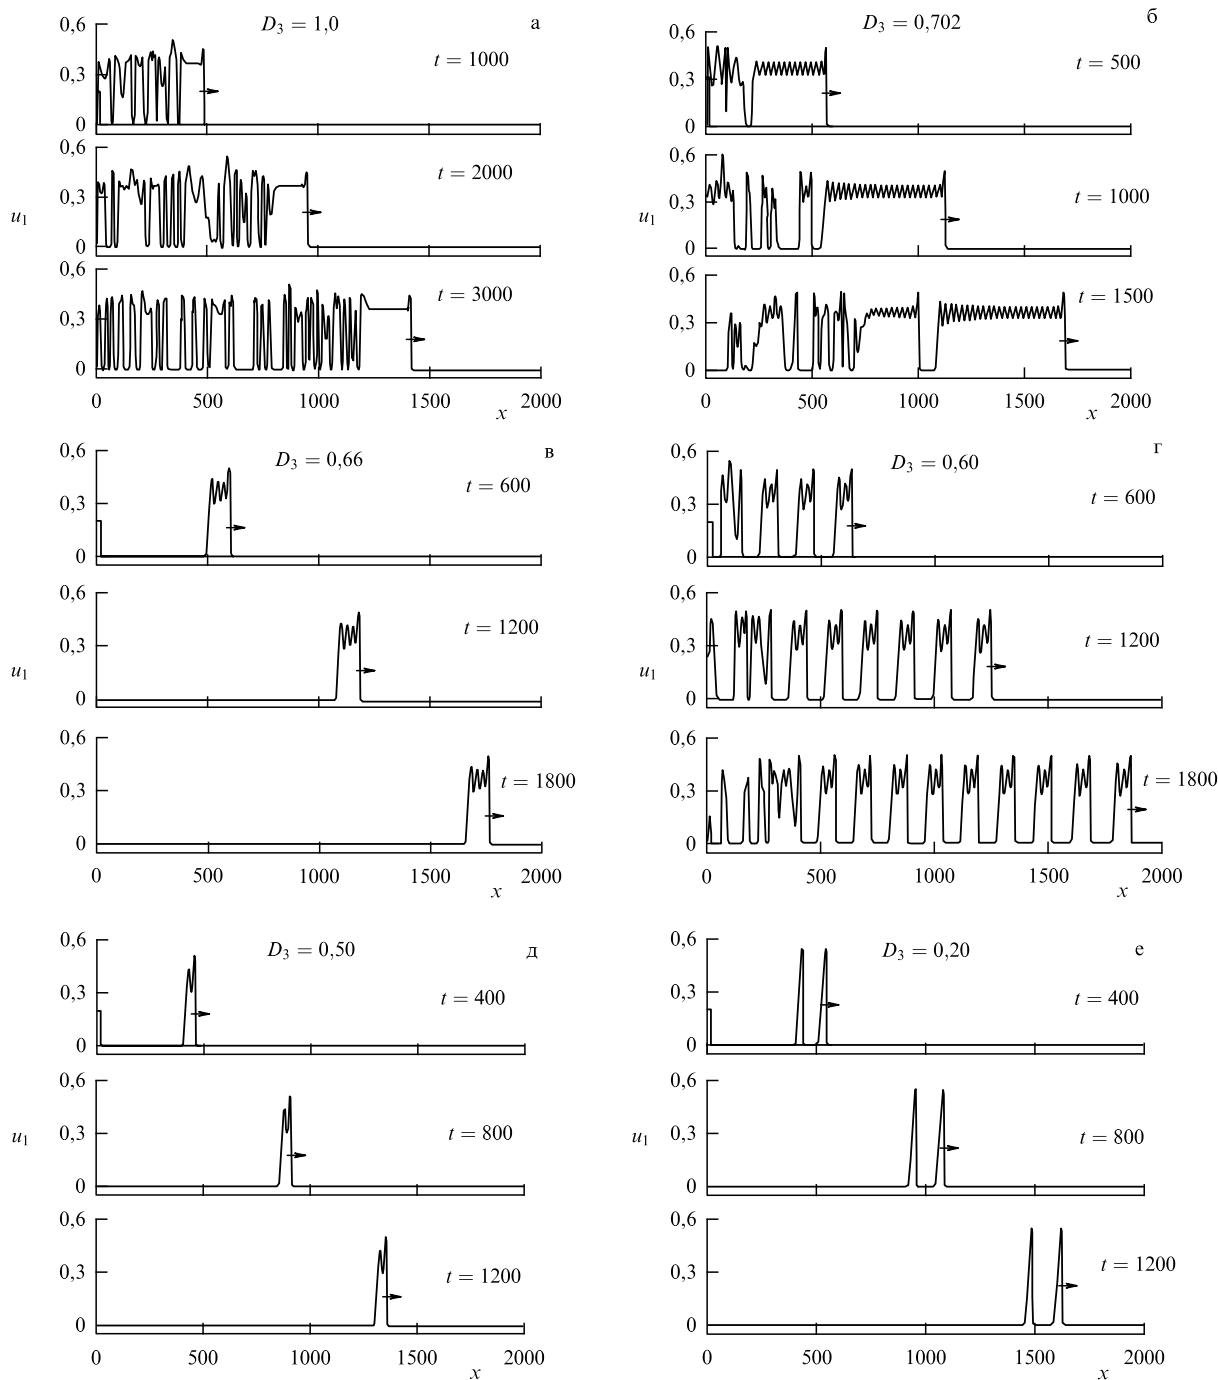 D₃ = 1,0 а
0,6
0,3
0
t = 1000
0,6
0,3
0
t = 2000
u₁
0,6
0,3
0
t = 3000
0 500 1000 1500 2000
x
D₃ = 0,702 б
0,6
0,3
0
t = 500
0,6
0,3
0
t = 1000
u₁
0,6
0,3
0
t = 1500
0 500 1000 1500 2000
x
D₃ = 0,66 в
0,6
0,3
0
t = 600
0,6
0,3
0
t = 1200
u₁
0,6
0,3
0
t = 1800
0 500 1000 1500 2000
x
D₃ = 0,60 г
0,6
0,3
0
t = 600
0,6
0,3
0
t = 1200
u₁
0,6
0,3
0
t = 1800
0 500 1000 1500 2000
x
D₃ = 0,50 д
0,6
0,3
0
t = 400
0,6
0,3
0
t = 800
u₁
0,6
0,3
0
t = 1200
0 500 1000 1500 2000
x
D₃ = 0,20 е
0,6
0,3
0
t = 400
0,6
0,3
0
t = 800
u₁
0,6
0,3
0
t = 1200
0 500 1000 1500 2000
x